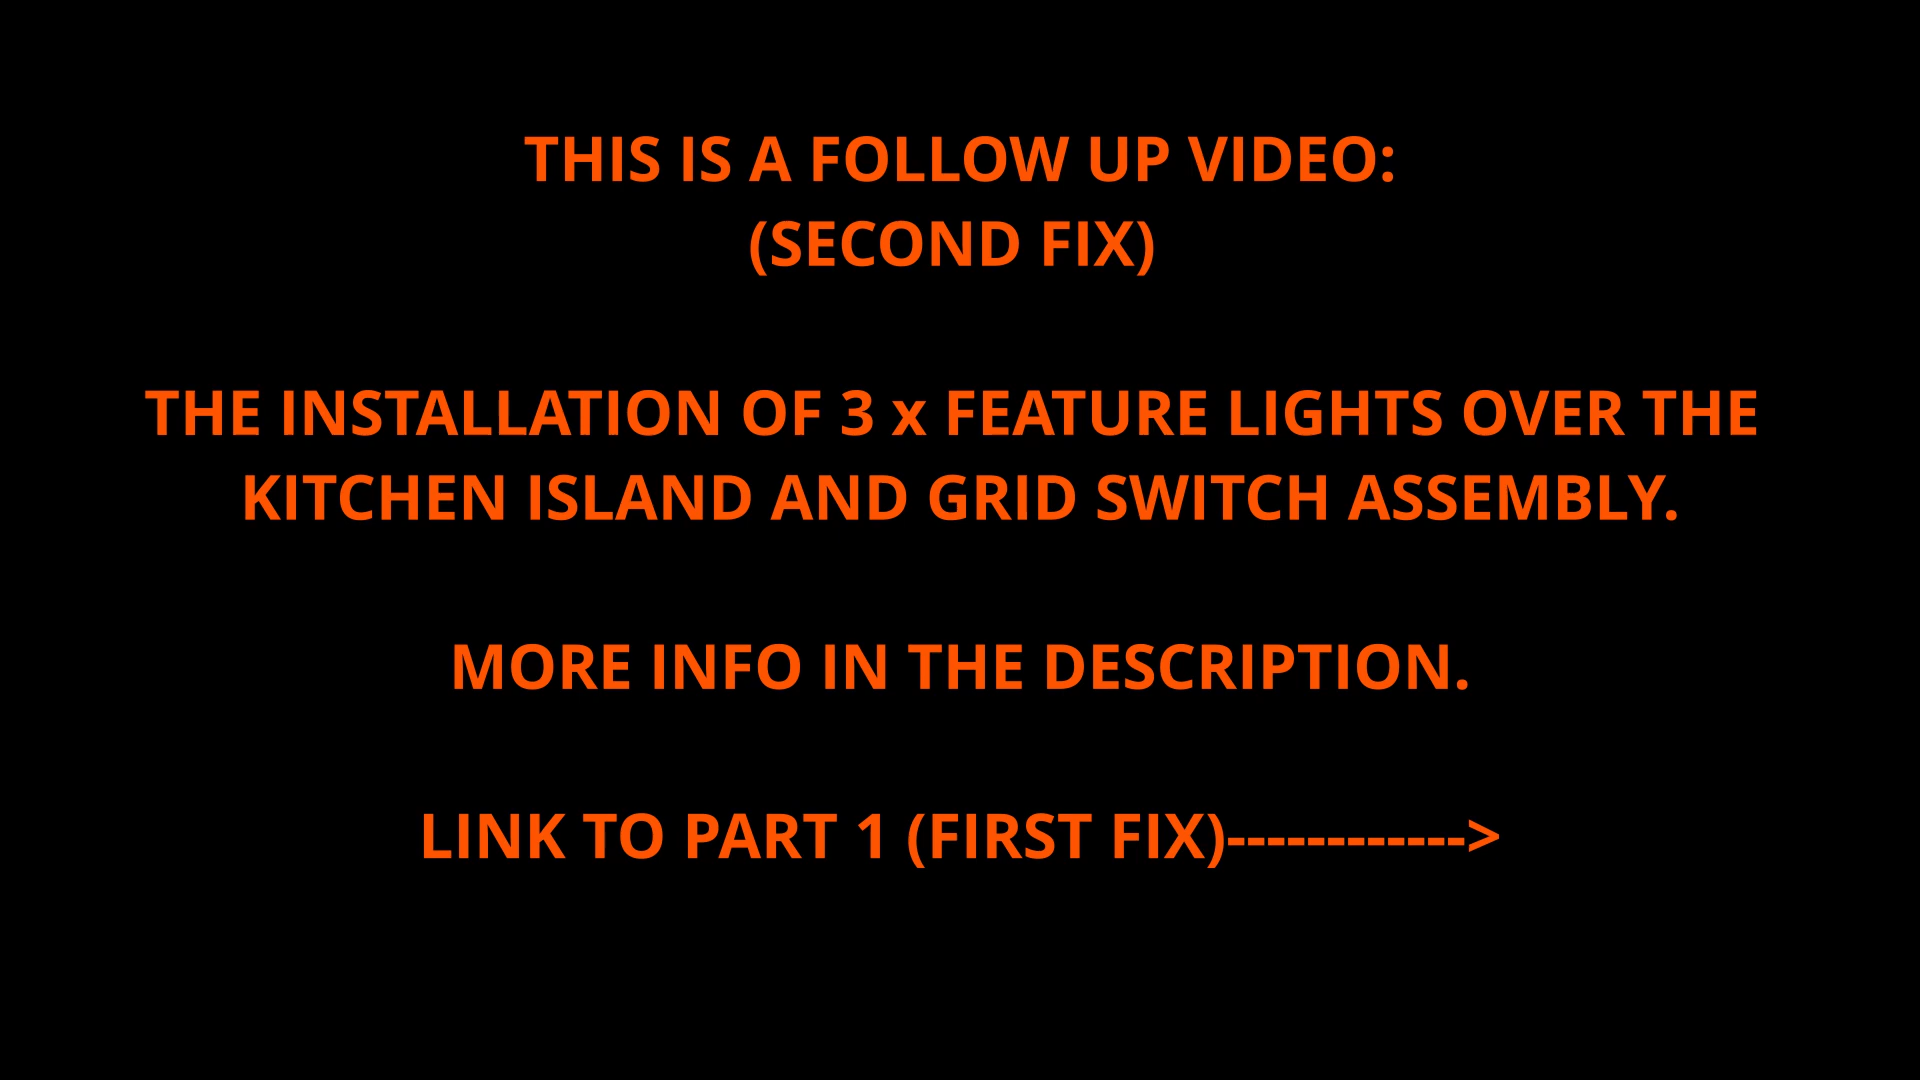 THIS IS A FOLLOW UP VIDEO:
(SECOND FIX)
THE INSTALLATION OF 3 x FEATURE LIGHTS OVER THE
KITCHEN ISLAND AND GRID SWITCH ASSEMBLY.
MORE INFO IN THE DESCRIPTION.
LINK TO PART 1 (FIRST FIX)------------>